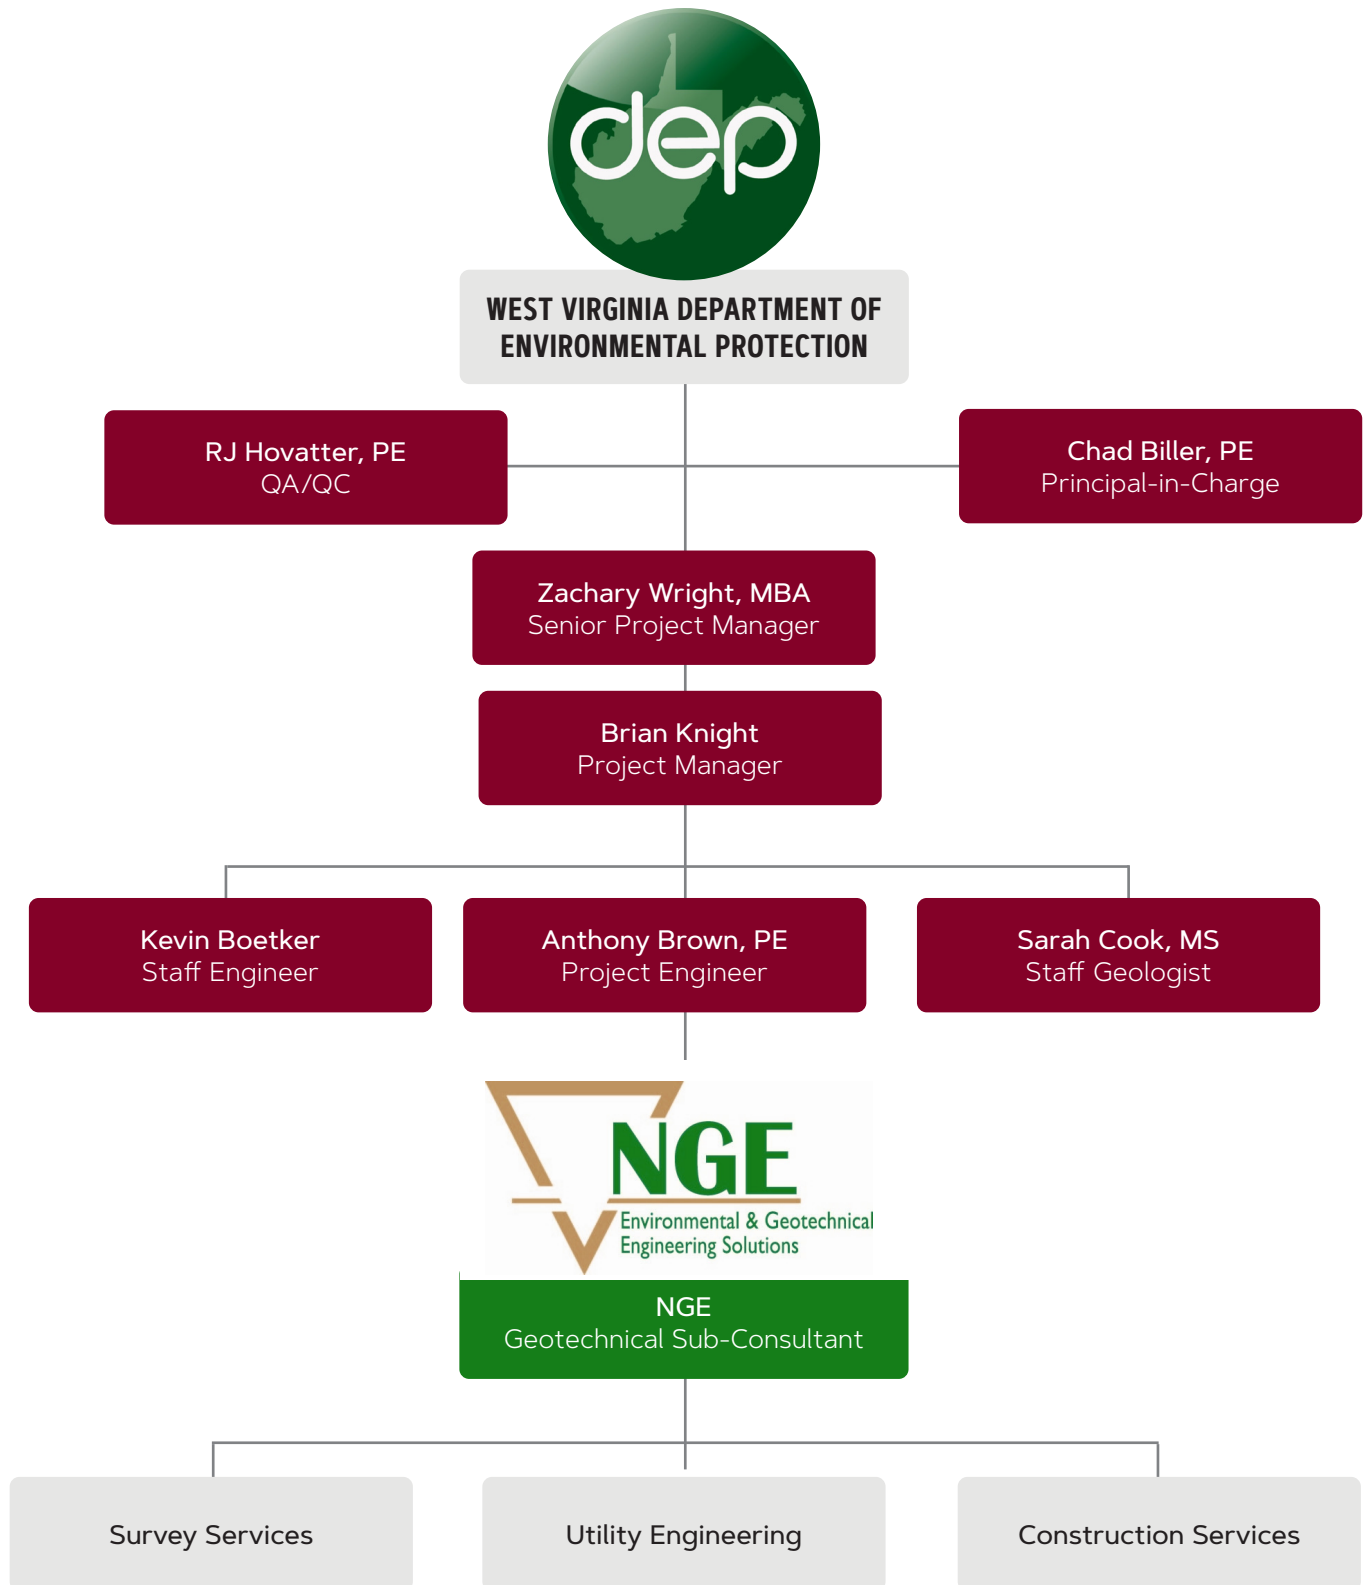 dep
WEST VIRGINIA DEPARTMENT OF
ENVIRONMENTAL PROTECTION
RJ Hovatter, PE
QA/QC
Chad Biller, PE
Principal-in-Charge
Zachary Wright, MBA
Senior Project Manager
Brian Knight
Project Manager
Kevin Boetker
Staff Engineer
Anthony Brown, PE
Project Engineer
Sarah Cook, MS
Staff Geologist
NGE
Environmental & Geotechnical
Engineering Solutions
NGE
Geotechnical Sub-Consultant
Survey Services
Utility Engineering
Construction Services